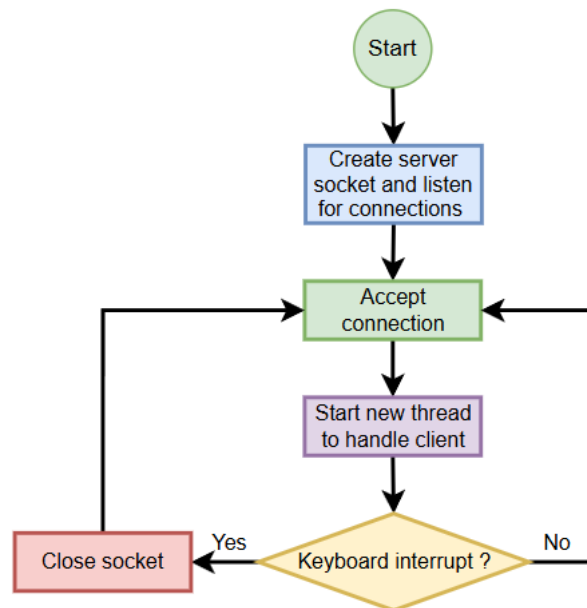 Start
Create server
socket and listen
for connections
Accept
connection
Start new thread
to handle client
Keyboard interrupt ?
Yes
No
Close socket